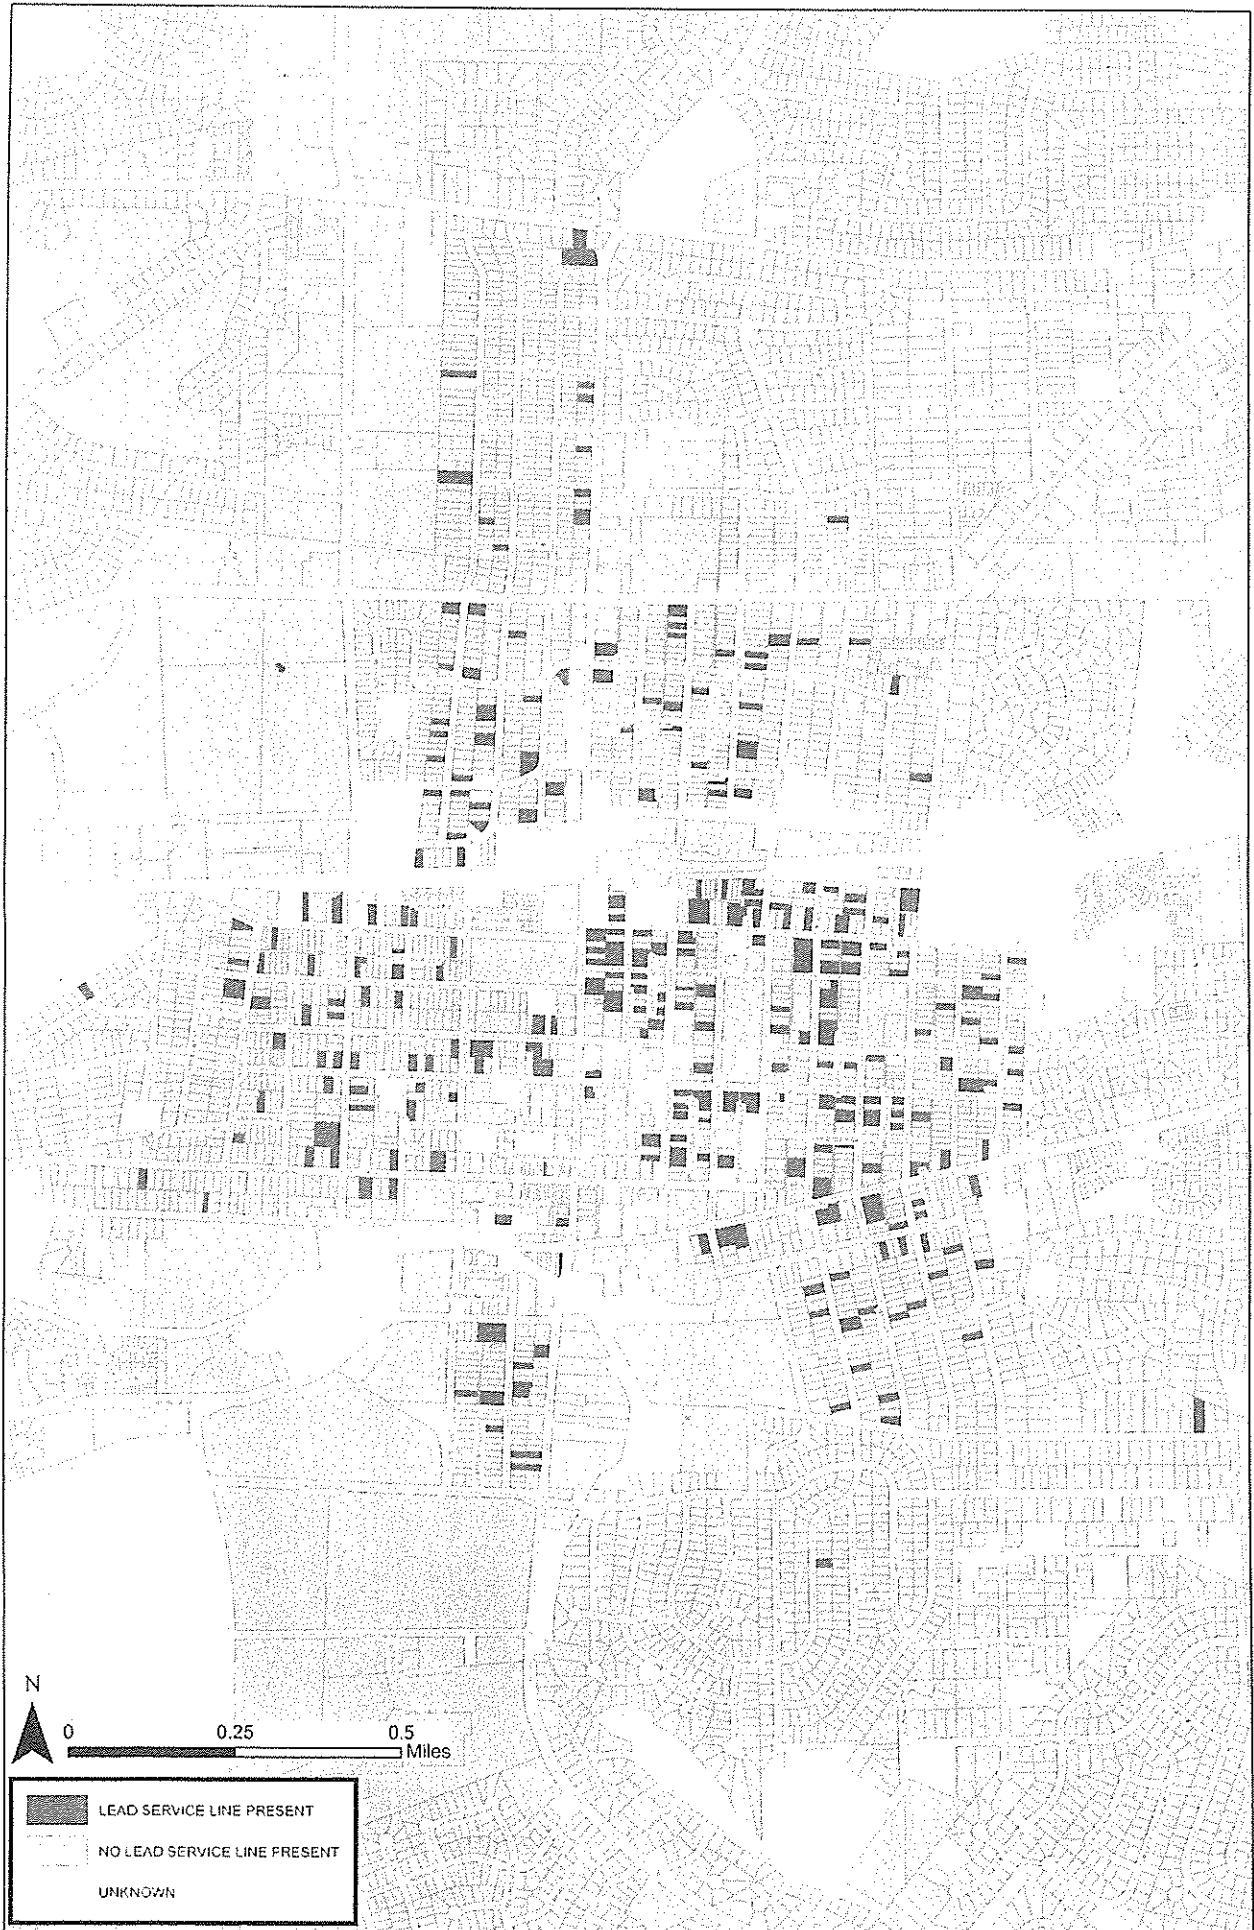 N
0 0.25 0.5
Miles
LEAD SERVICE LINE PRESENT
NO LEAD SERVICE LINE PRESENT
UNKNOWN